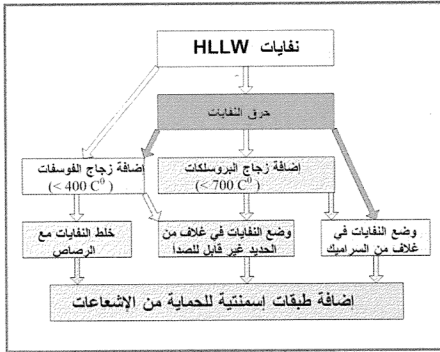 نفايات HLLW
حرق النفايات
إضافة زجاج الفوسفات
(< 400 C⁰)
إضافة زجاج البروسلكات
(< 700 C⁰)
خلط النفايات مع
الرصاص
وضع النفايات في غلاف من
الحديد غير قابل للصدأ
وضع النفايات في
غلاف من السراميك
إضافة طبقات إسمنتية للحماية من الإشعاعات